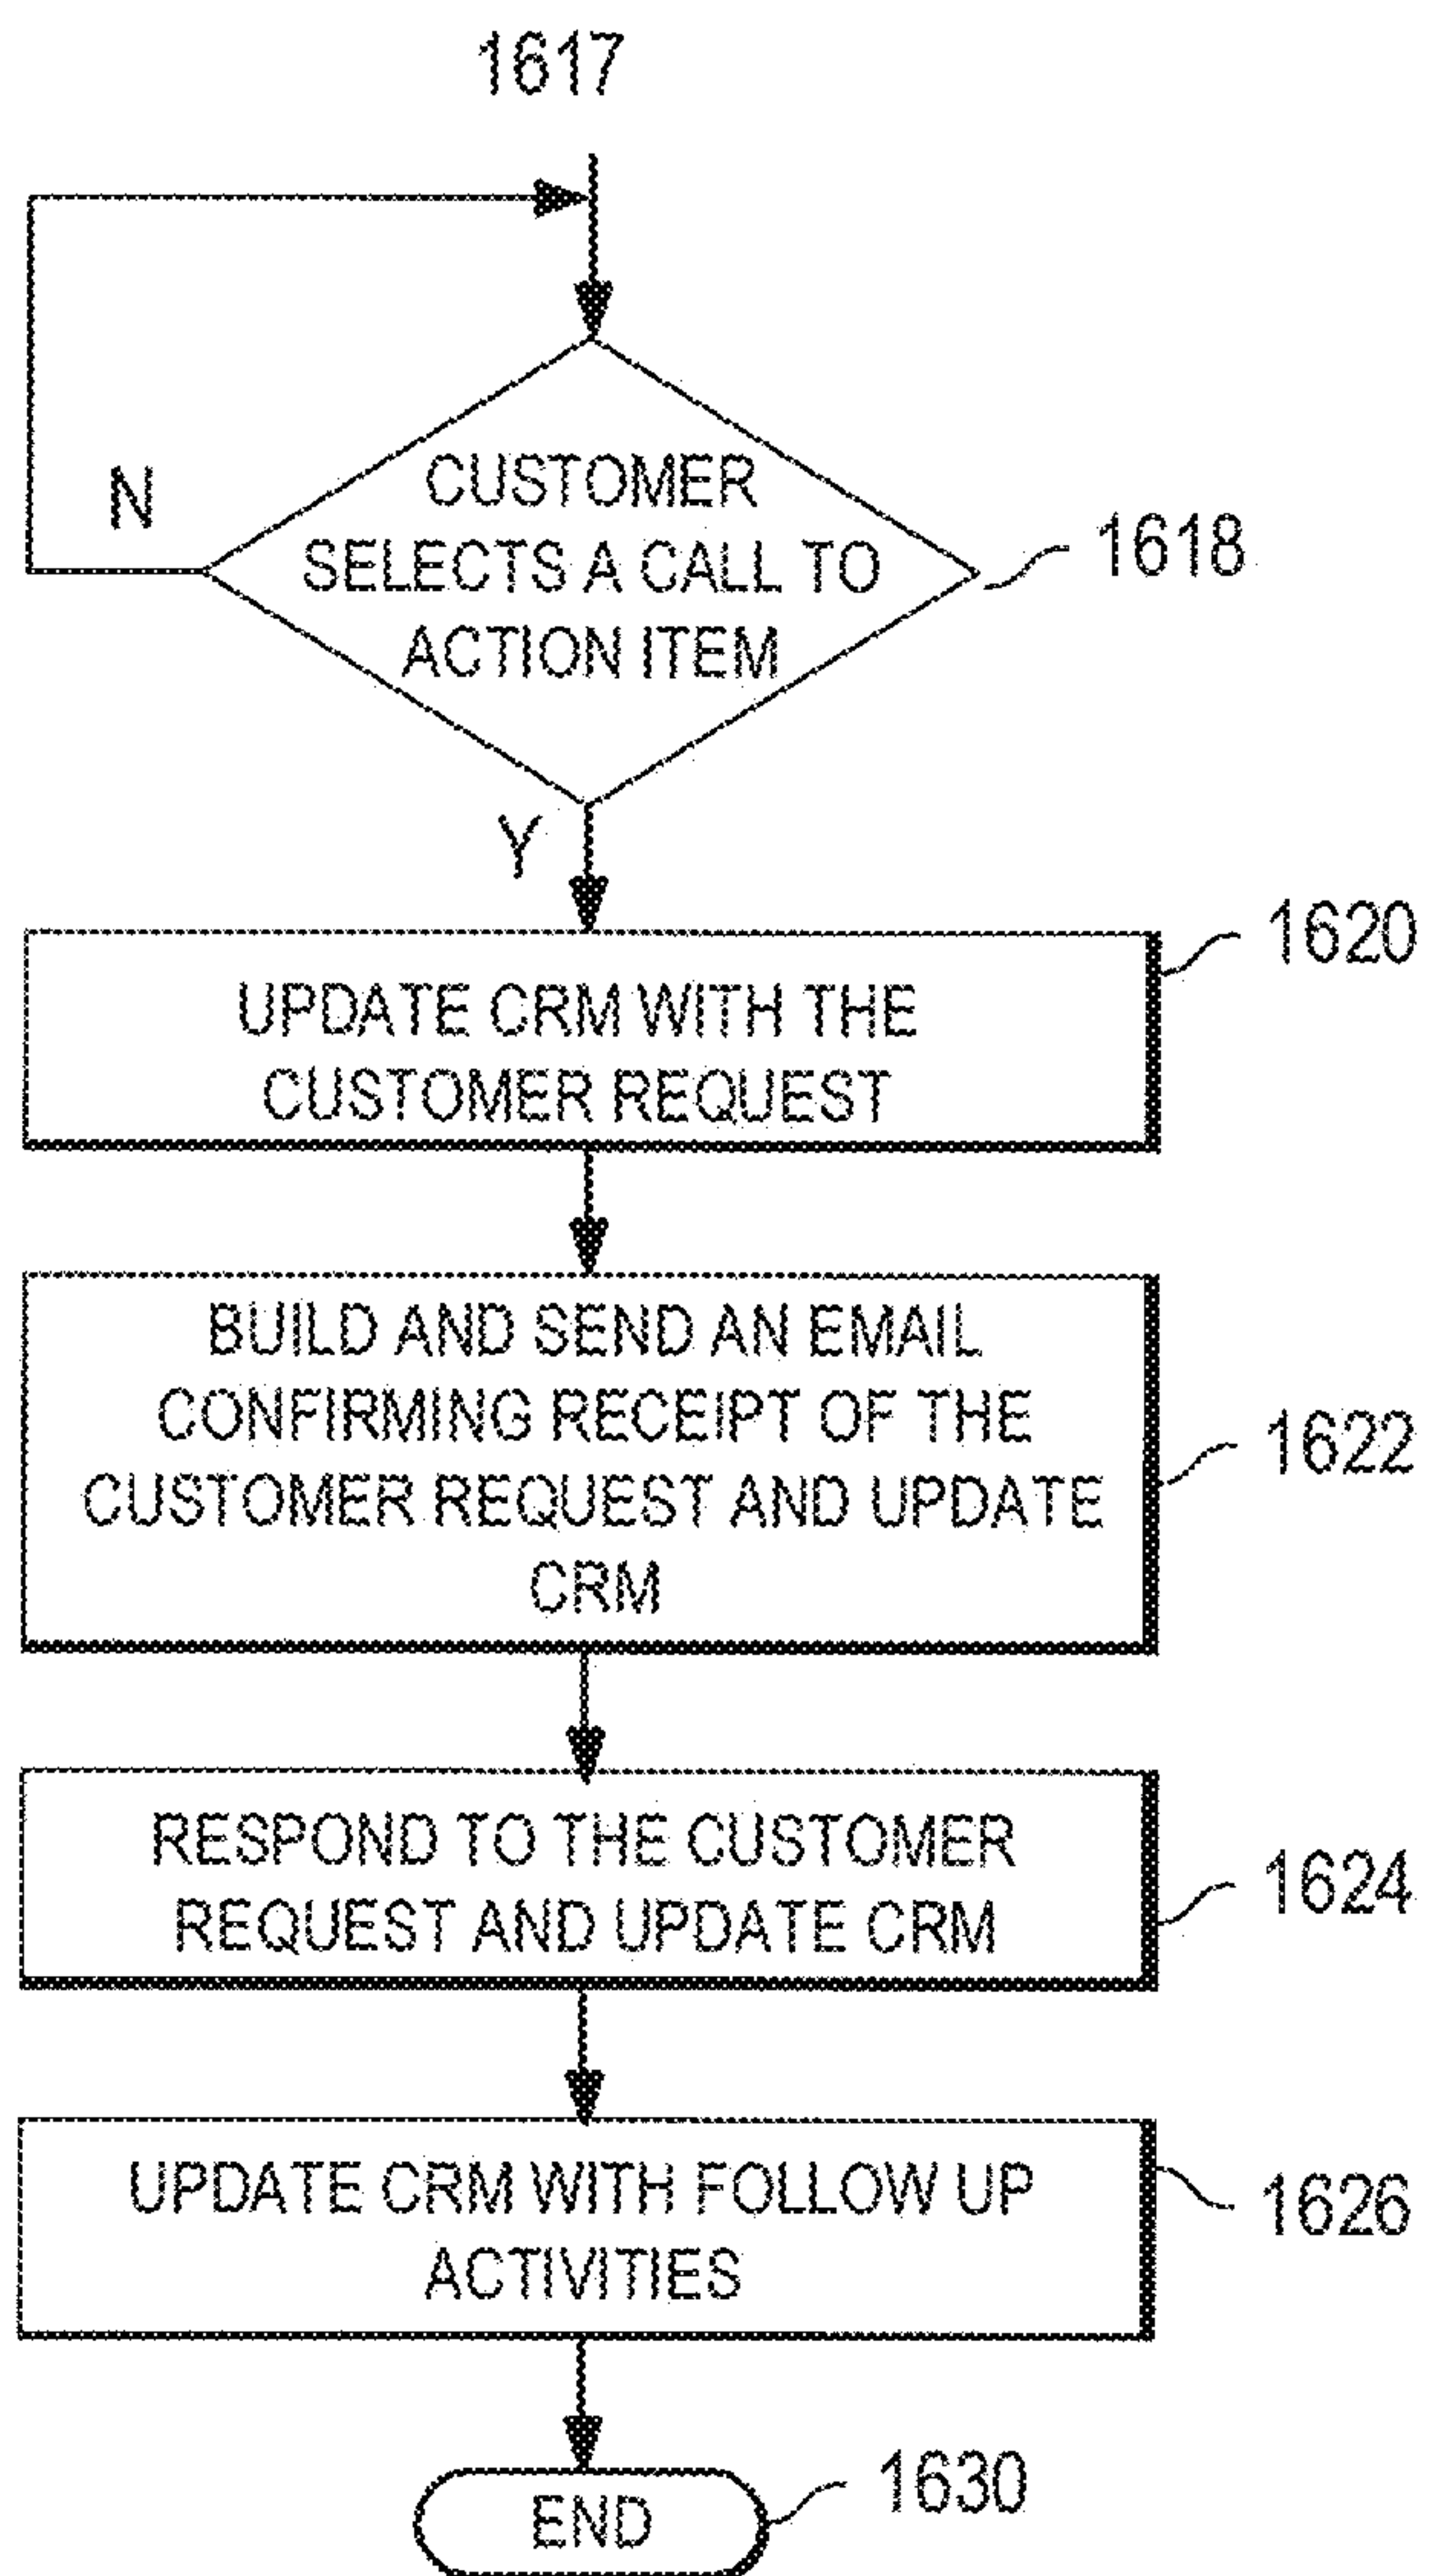 1617
N
CUSTOMER
SELECTS A CALL TO
ACTION ITEM
1618
Y
1620
UPDATE CRM WITH THE
CUSTOMER REQUEST
BUILD AND SEND AN EMAIL
CONFIRMING RECEIPT OF THE
CUSTOMER REQUEST AND UPDATE
CRM
1622
RESPOND TO THE CUSTOMER
REQUEST AND UPDATE CRM
1624
UPDATE CRM WITH FOLLOW UP
ACTIVITIES
1626
END
1630